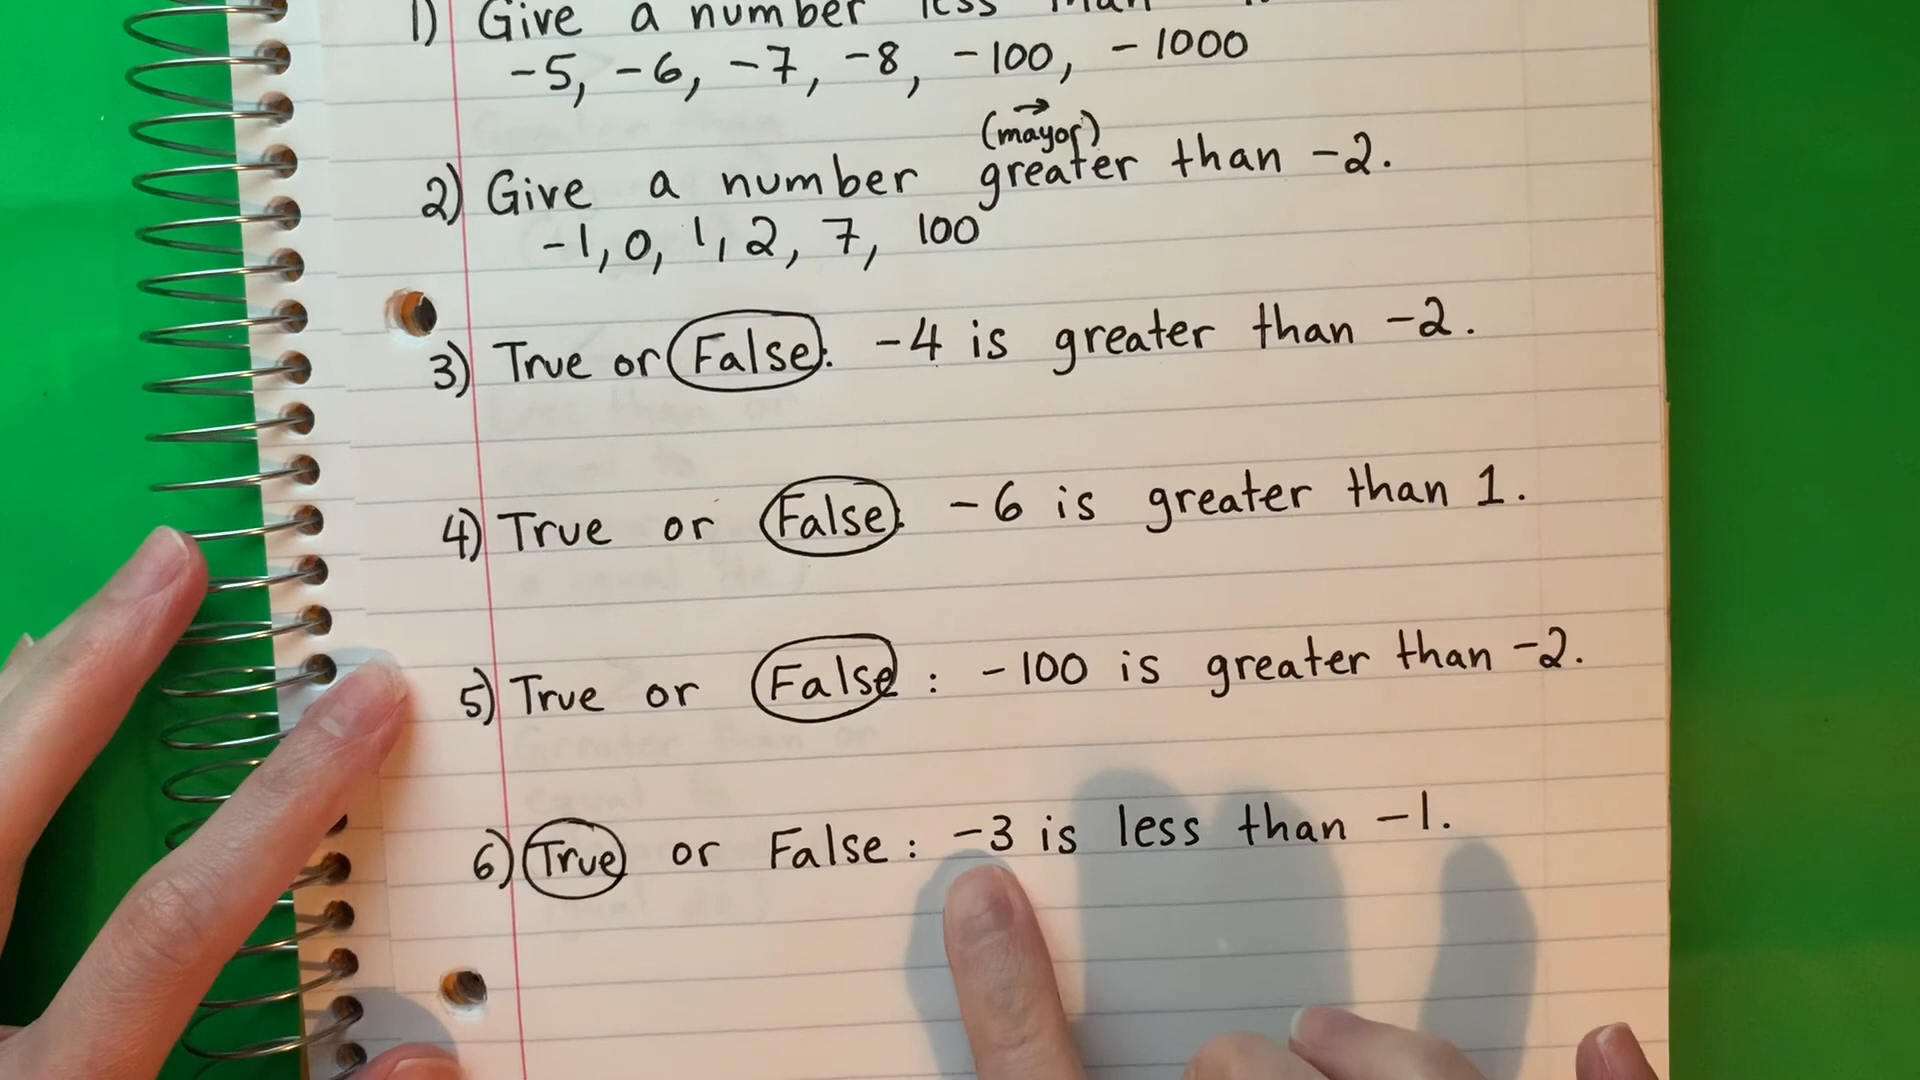 1) Give a number less than
-5, -6, -7, -8, -100, -1000
(mayor)
2) Give a number greater than -2.
-1, 0, 1, 2, 7, 100
3) True or False: -4 is greater than -2.
4) True or False: -6 is greater than 1.
5) True or False: -100 is greater than -2.
6) True or False: -3 is less than -1.